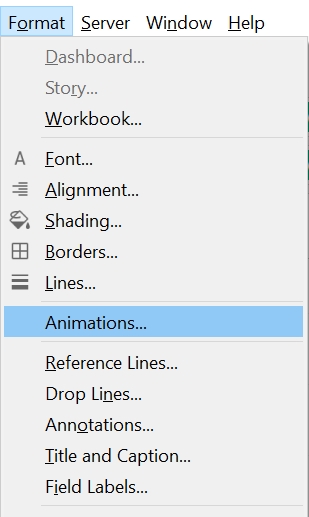 Format Server Window Help
Dashboard...
Story...
Workbook...
Font...
Alignment...
Shading...
Borders...
Lines...
Animations...
Reference Lines...
Drop Lines...
Annotations...
Title and Caption...
Field Labels...